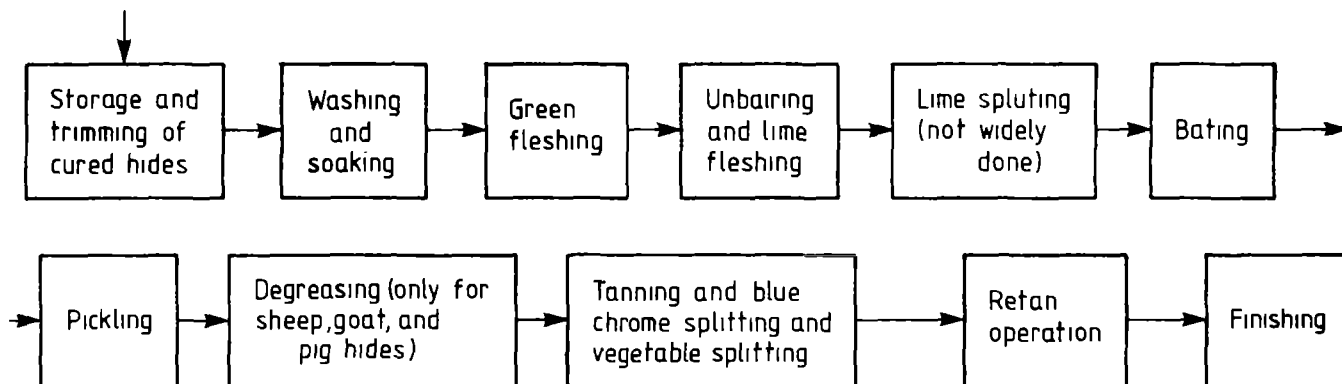 Storage and
trimming of
cured hides
Washing
and
soaking
Green
fleshing
Unbairing
and lime
fleshing
Lime spluting
(not widely
done)
Bating
Pickling
Degreasing (only for
sheep, goat, and
pig hides)
Tanning and blue
chrome splitting and
vegetable splitting
Retan
operation
Finishing